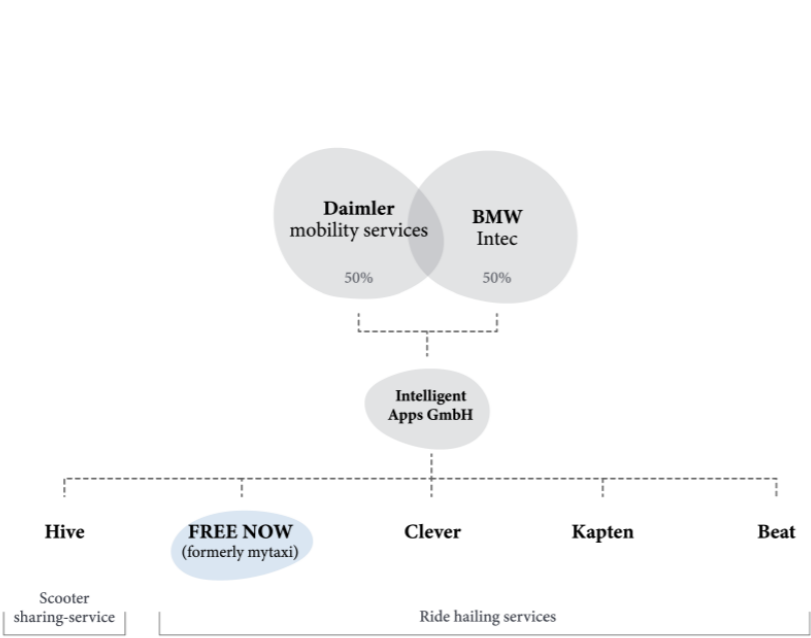 Daimler
mobility services
50%
BMW
Intec
50%
Intelligent
Apps GmbH
Hive
FREE NOW
(formerly mytaxi)
Clever
Kapten
Beat
Scooter
sharing-service
Ride hailing services